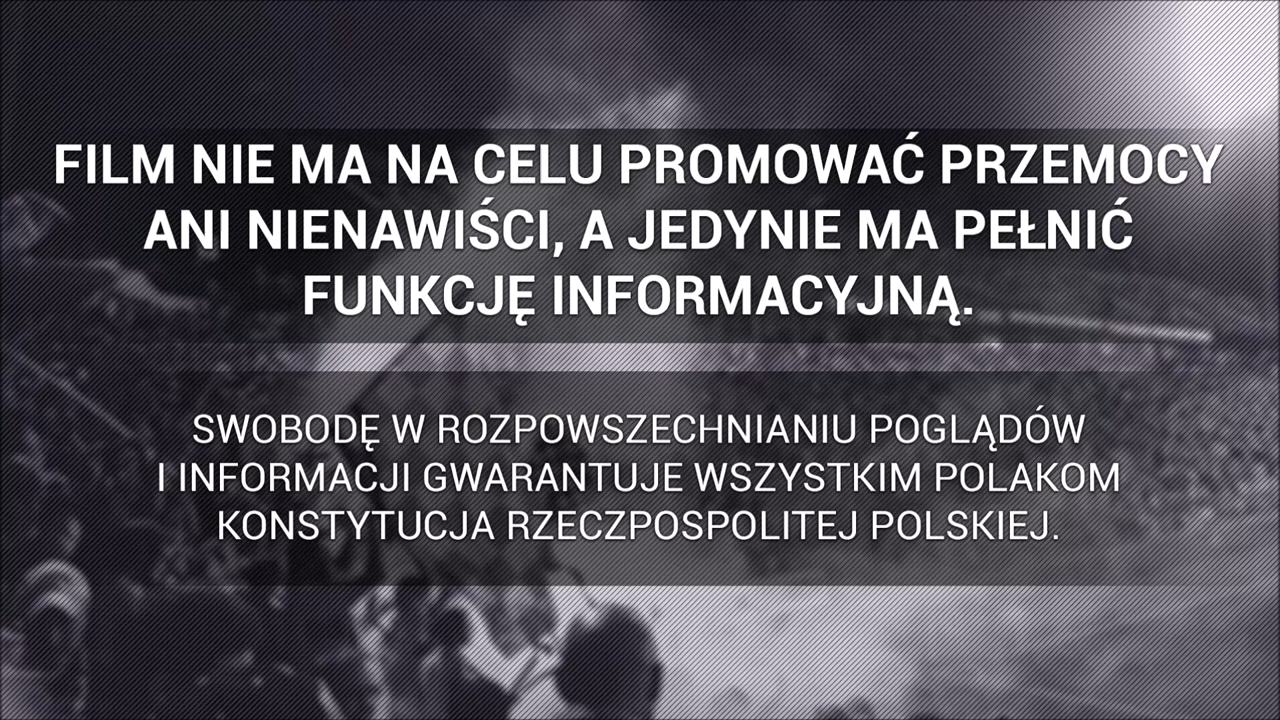 FILM NIE MA NA CELU PROMOWAĆ PRZEMOCY
ANI NIENAWIŚCI, A JEDYNIE MA PEŁNIĆ
FUNKCJĘ INFORMACYJNĄ.
SWOBODĘ W ROZPOWSZECHNIANIU POGLĄDÓW
I INFORMACJI GWARANTUJE WSZYSTKIM POLAKOM
KONSTYTUCJA RZECZPOSPOLITEJ POLSKIEJ.